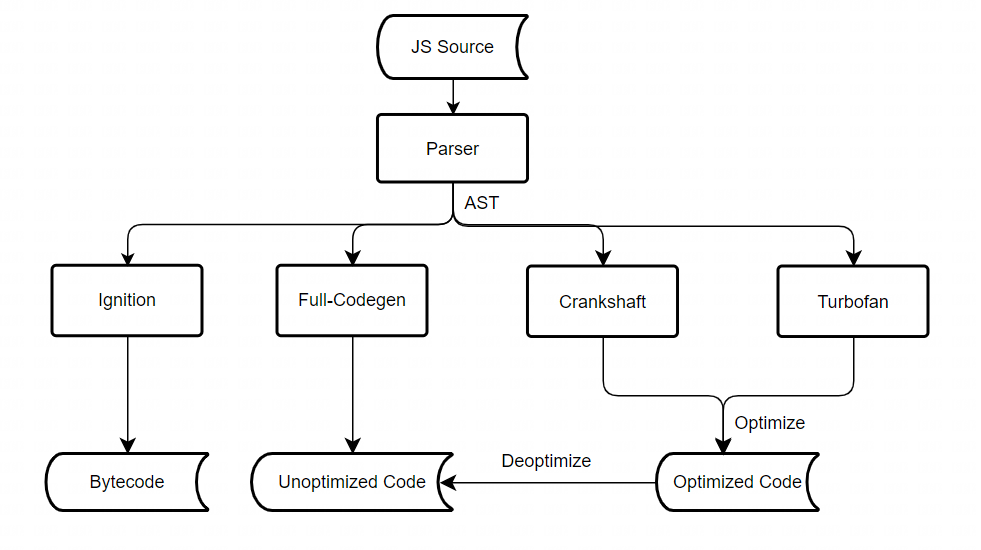 JS Source
Parser
AST
Ignition
Full-Codegen
Crankshaft
Turbofan
Optimize
Deoptimize
Bytecode
Unoptimized Code
Optimized Code